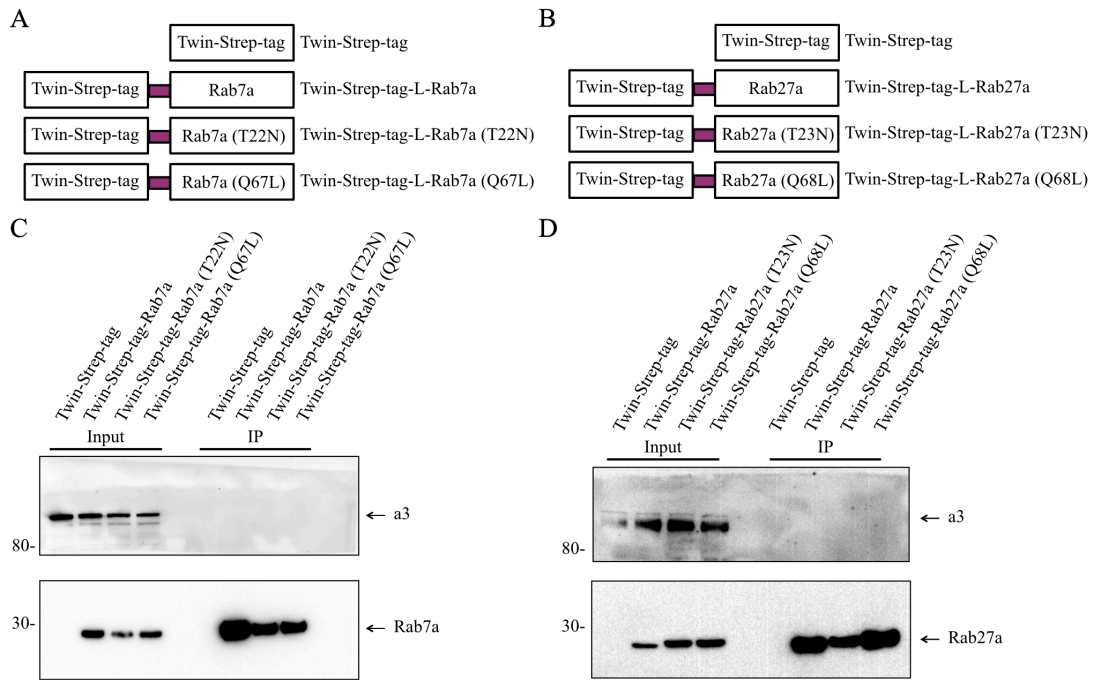 A
Twin-Strep-tag Twin-Strep-tag
Twin-Strep-tag Rab7a Twin-Strep-tag-L-Rab7a
Twin-Strep-tag Rab7a (T22N) Twin-Strep-tag-L-Rab7a (T22N)
Twin-Strep-tag Rab7a (Q67L) Twin-Strep-tag-L-Rab7a (Q67L)
B
Twin-Strep-tag Twin-Strep-tag
Twin-Strep-tag Rab27a Twin-Strep-tag-L-Rab27a
Twin-Strep-tag Rab27a (T23N) Twin-Strep-tag-L-Rab27a (T23N)
Twin-Strep-tag Rab27a (Q68L) Twin-Strep-tag-L-Rab27a (Q68L)
C
Twin-Strep-tag
Twin-Strep-tag-Rab7a
Twin-Strep-tag-Rab7a (T22N)
Twin-Strep-tag-Rab7a (Q67L)
Twin-Strep-tag
Twin-Strep-tag-Rab7a
Twin-Strep-tag-Rab7a (T22N)
Twin-Strep-tag-Rab7a (Q67L)
Input IP
← a3
80-
30-
← Rab7a
D
Twin-Strep-tag
Twin-Strep-tag-Rab27a
Twin-Strep-tag-Rab27a (T23N)
Twin-Strep-tag-Rab27a (Q68L)
Twin-Strep-tag
Twin-Strep-tag-Rab27a
Twin-Strep-tag-Rab27a (T23N)
Twin-Strep-tag-Rab27a (Q68L)
Input IP
← a3
80-
30-
← Rab27a